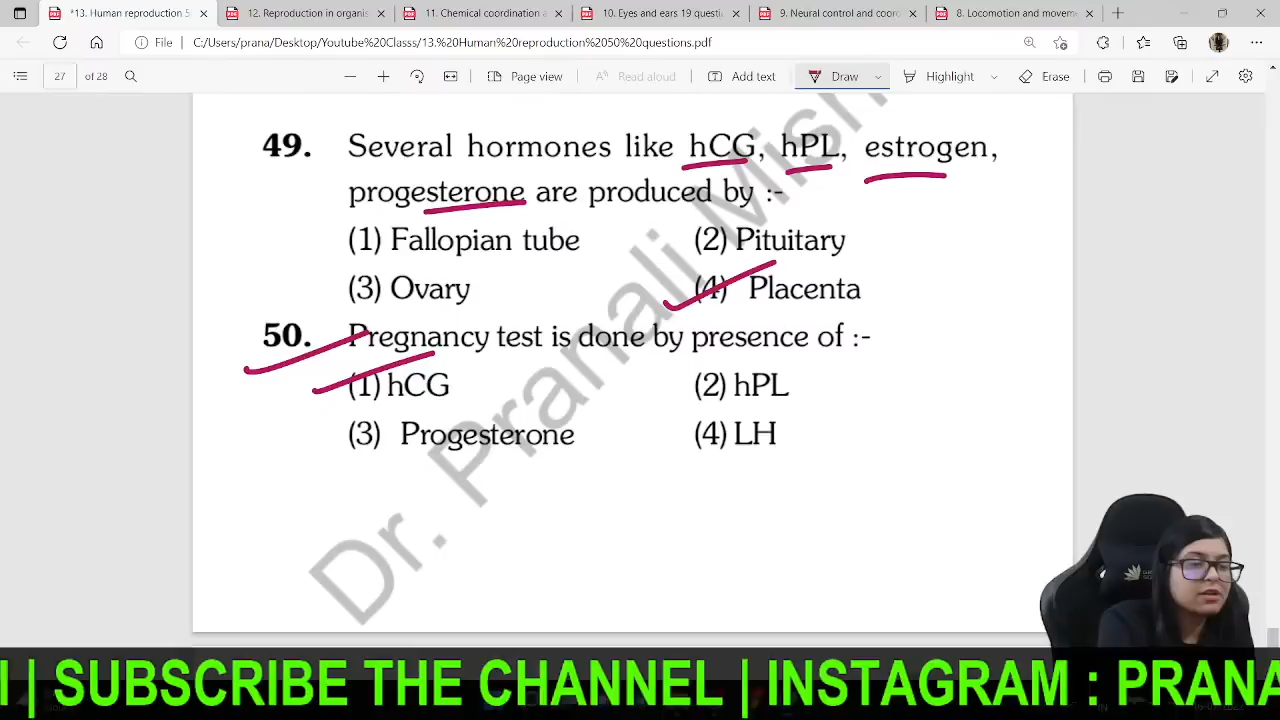 *13. Human reproduction 5
12. Reproduction in organis
11. Chemical coordination a
10. Eyes and ears 19 questi
9. Neural control and coor
8. Locomotion and movem
File
C:/Users/prana/Desktop/Youtube%20Classs/13.%20Human%20reproduction%2050%20questions.pdf
27 of 28
Page view
Read aloud
Add text
Draw
Highlight
Erase
49. Several hormones like hCG, hPL, estrogen,
progesterone are produced by :-
(1) Fallopian tube (2) Pituitary
(3) Ovary (4) Placenta
50. Pregnancy test is done by presence of :-
(1) hCG (2) hPL
(3) Progesterone (4) LH
Dr. Pranali Mish
I | SUBSCRIBE THE CHANNEL | INSTAGRAM : PRANA